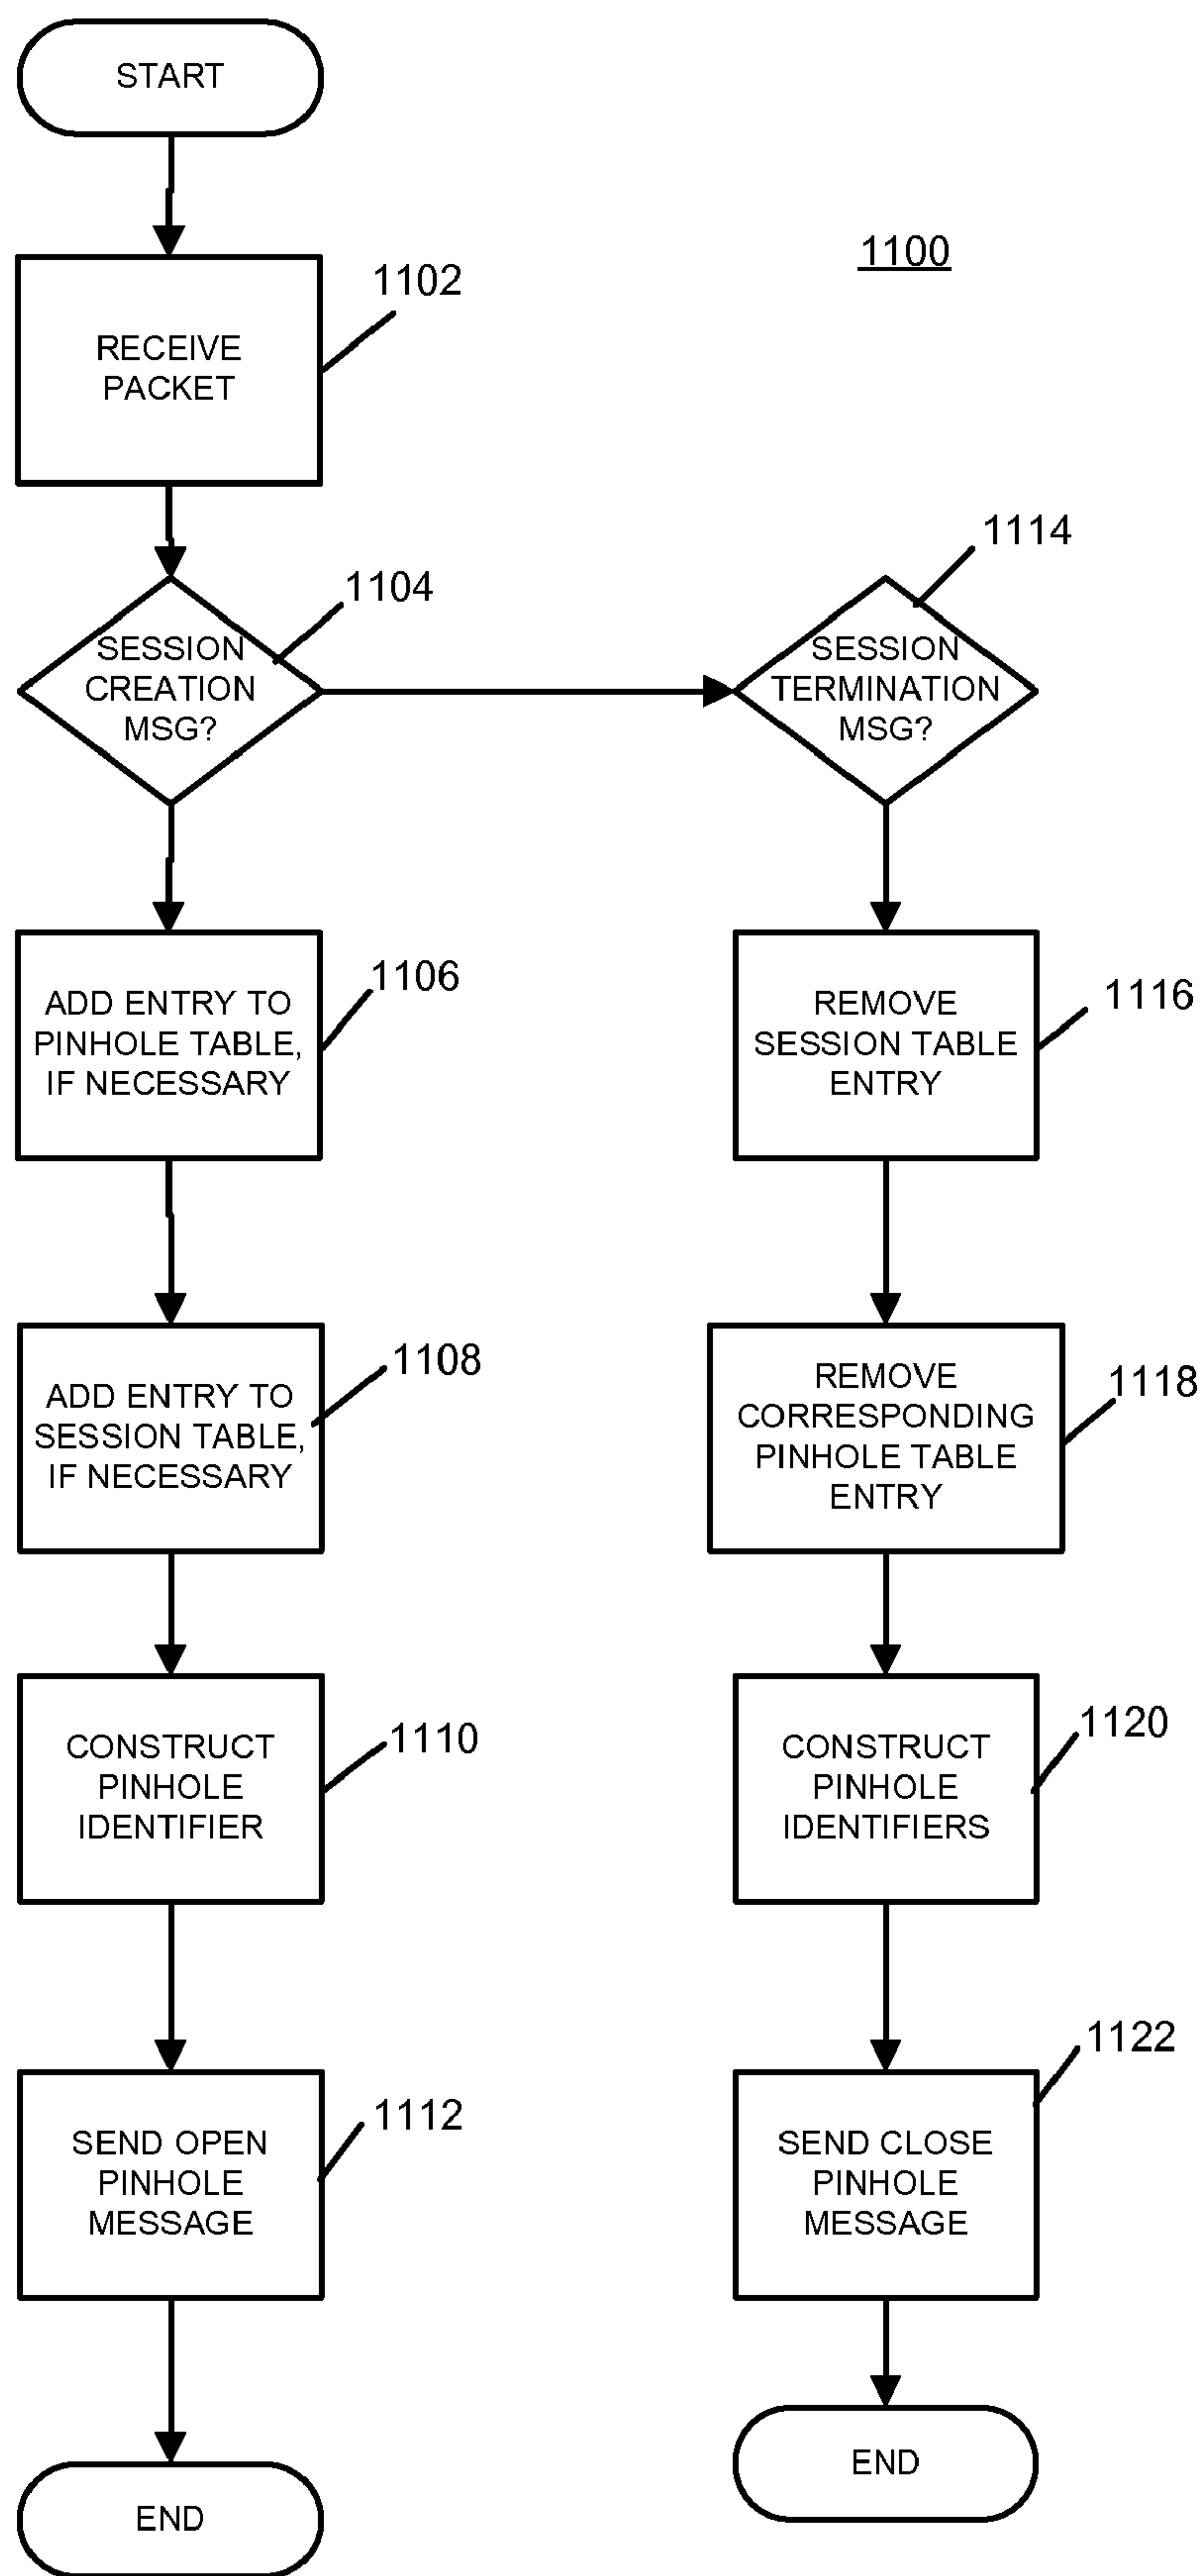 START
1100
1102
RECEIVE
PACKET
1104
SESSION
CREATION
MSG?
1114
SESSION
TERMINATION
MSG?
1106
ADD ENTRY TO
PINHOLE TABLE,
IF NECESSARY
1116
REMOVE
SESSION TABLE
ENTRY
1108
ADD ENTRY TO
SESSION TABLE,
IF NECESSARY
1118
REMOVE
CORRESPONDING
PINHOLE TABLE
ENTRY
1110
CONSTRUCT
PINHOLE
IDENTIFIER
1120
CONSTRUCT
PINHOLE
IDENTIFIERS
1112
SEND OPEN
PINHOLE
MESSAGE
1122
SEND CLOSE
PINHOLE
MESSAGE
END
END